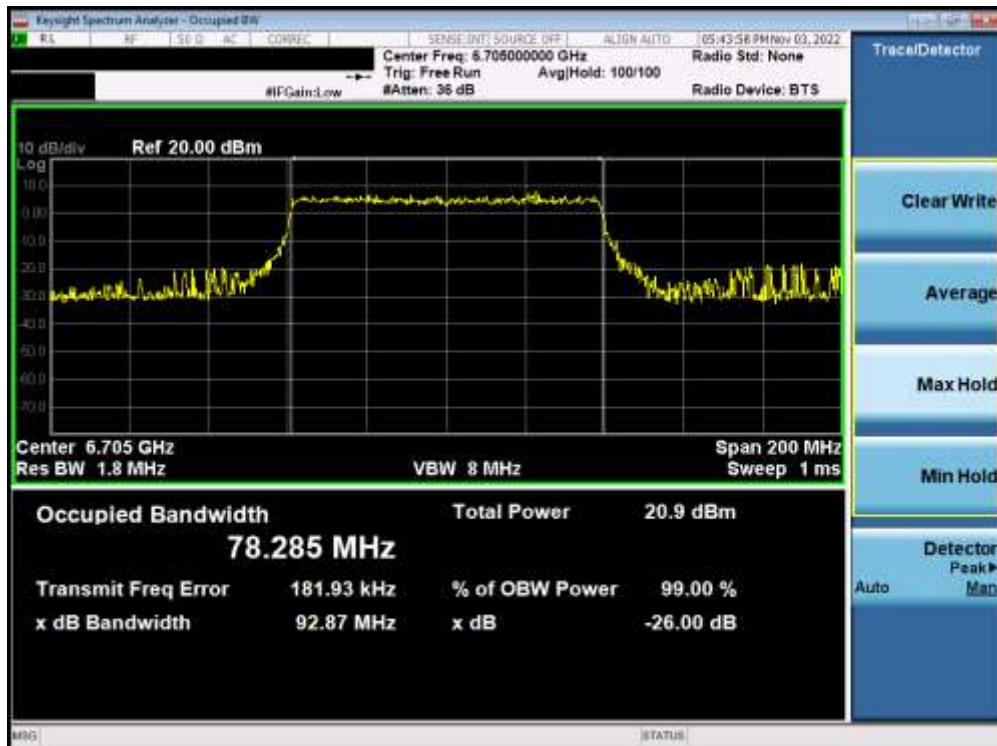 Keysight Spectrum Analyzer - Occupied BW
RL RF 50 Ω AC CORREC SENSE:INT SOURCE OFF ALIGN AUTO 05:43:58 PM Nov 03, 2022
Center Freq: 6.705000000 GHz Radio Std: None
Trig: Free Run Avg|Hold: 100/100
#IFGain:Low #Atten: 36 dB Radio Device: BTS
Trace/Detector
10 dB/div Ref 20.00 dBm
Log
10.0
0.00
-10.0
-20.0
-30.0
-40.0
-50.0
-60.0
-70.0
Center 6.705 GHz Span 200 MHz
Res BW 1.8 MHz VBW 8 MHz Sweep 1 ms
Occupied Bandwidth Total Power 20.9 dBm
78.285 MHz
Transmit Freq Error 181.93 kHz % of OBW Power 99.00 %
x dB Bandwidth 92.87 MHz x dB -26.00 dB
Clear Write
Average
Max Hold
Min Hold
Detector
Peak▶
Auto Man
MSG STATUS